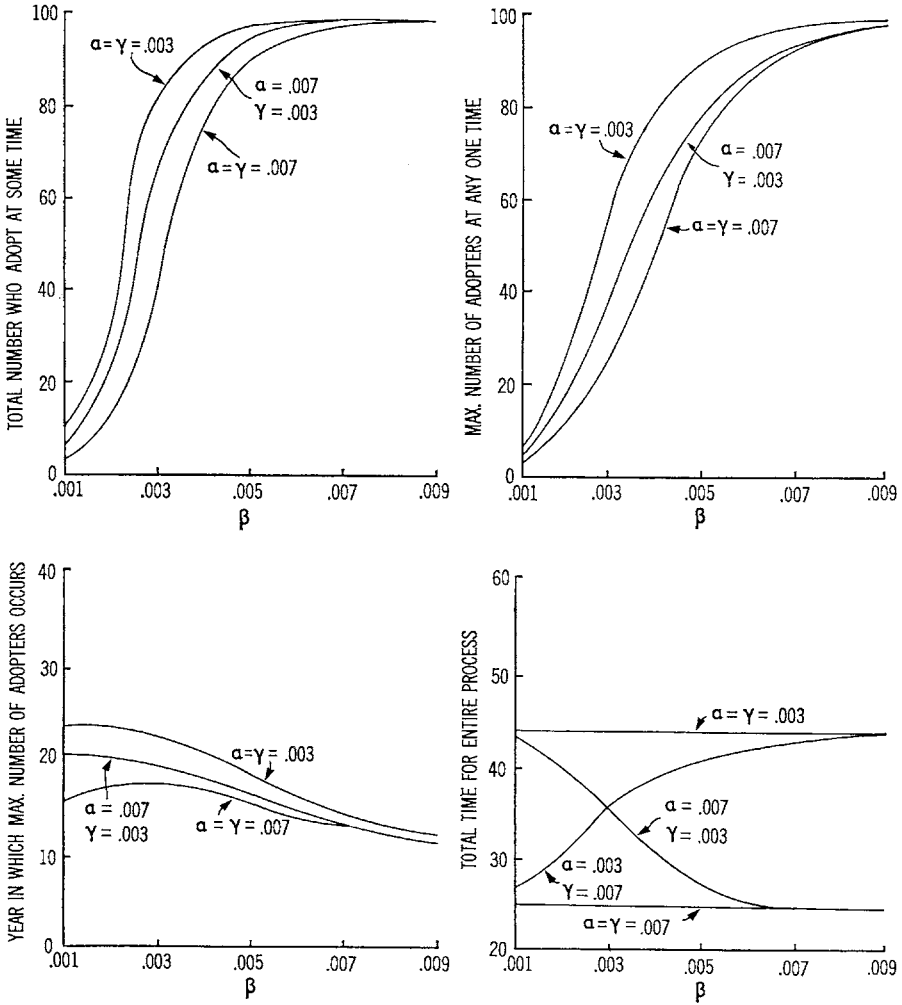 TOTAL NUMBER WHO ADOPT AT SOME TIME
100
80
60
40
20
0
α=γ=.003
α=.007
γ=.003
α=γ=.007
.001 .003 .005 .007 .009
β
MAX. NUMBER OF ADOPTERS AT ANY ONE TIME
100
80
60
40
20
0
α=γ=.003
α=.007
γ=.003
α=γ=.007
.001 .003 .005 .007 .009
β
YEAR IN WHICH MAX. NUMBER OF ADOPTERS OCCURS
40
30
20
10
0
α=γ=.003
α=.007
γ=.003
α=γ=.007
.001 .003 .005 .007 .009
β
TOTAL TIME FOR ENTIRE PROCESS
60
50
40
30
20
α=γ=.003
α=.007
γ=.003
α=.003
γ=.007
α=γ=.007
.001 .003 .005 .007 .009
β